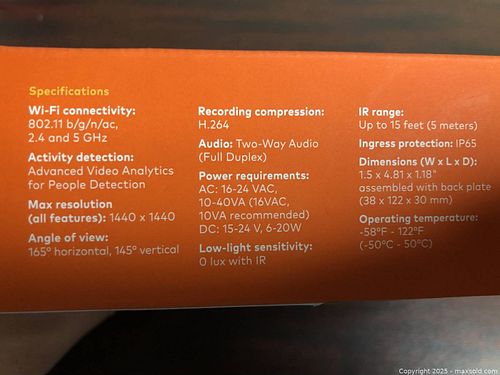 Specifications
Wi-Fi connectivity:
802.11 b/g/n/ac,
2.4 and 5 GHz
Activity detection:
Advanced Video Analytics
for People Detection
Max resolution
(all features): 1440 x 1440
Angle of view:
165° horizontal, 145° vertical
Recording compression:
H.264
Audio: Two-Way Audio
(Full Duplex)
Power requirements:
AC: 16-24 VAC,
10-40VA (16VAC,
10VA recommended)
DC: 15-24 V, 6-20W
Low-light sensitivity:
0 lux with IR
IR range:
Up to 15 feet (5 meters)
Ingress protection: IP65
Dimensions (W x L x D):
1.5 x 4.81 x 1.18"
assembled with back plate
(38 x 122 x 30 mm)
Operating temperature:
-58°F - 122°F
(-50°C - 50°C)
Copyright 2025 - maxsold.com